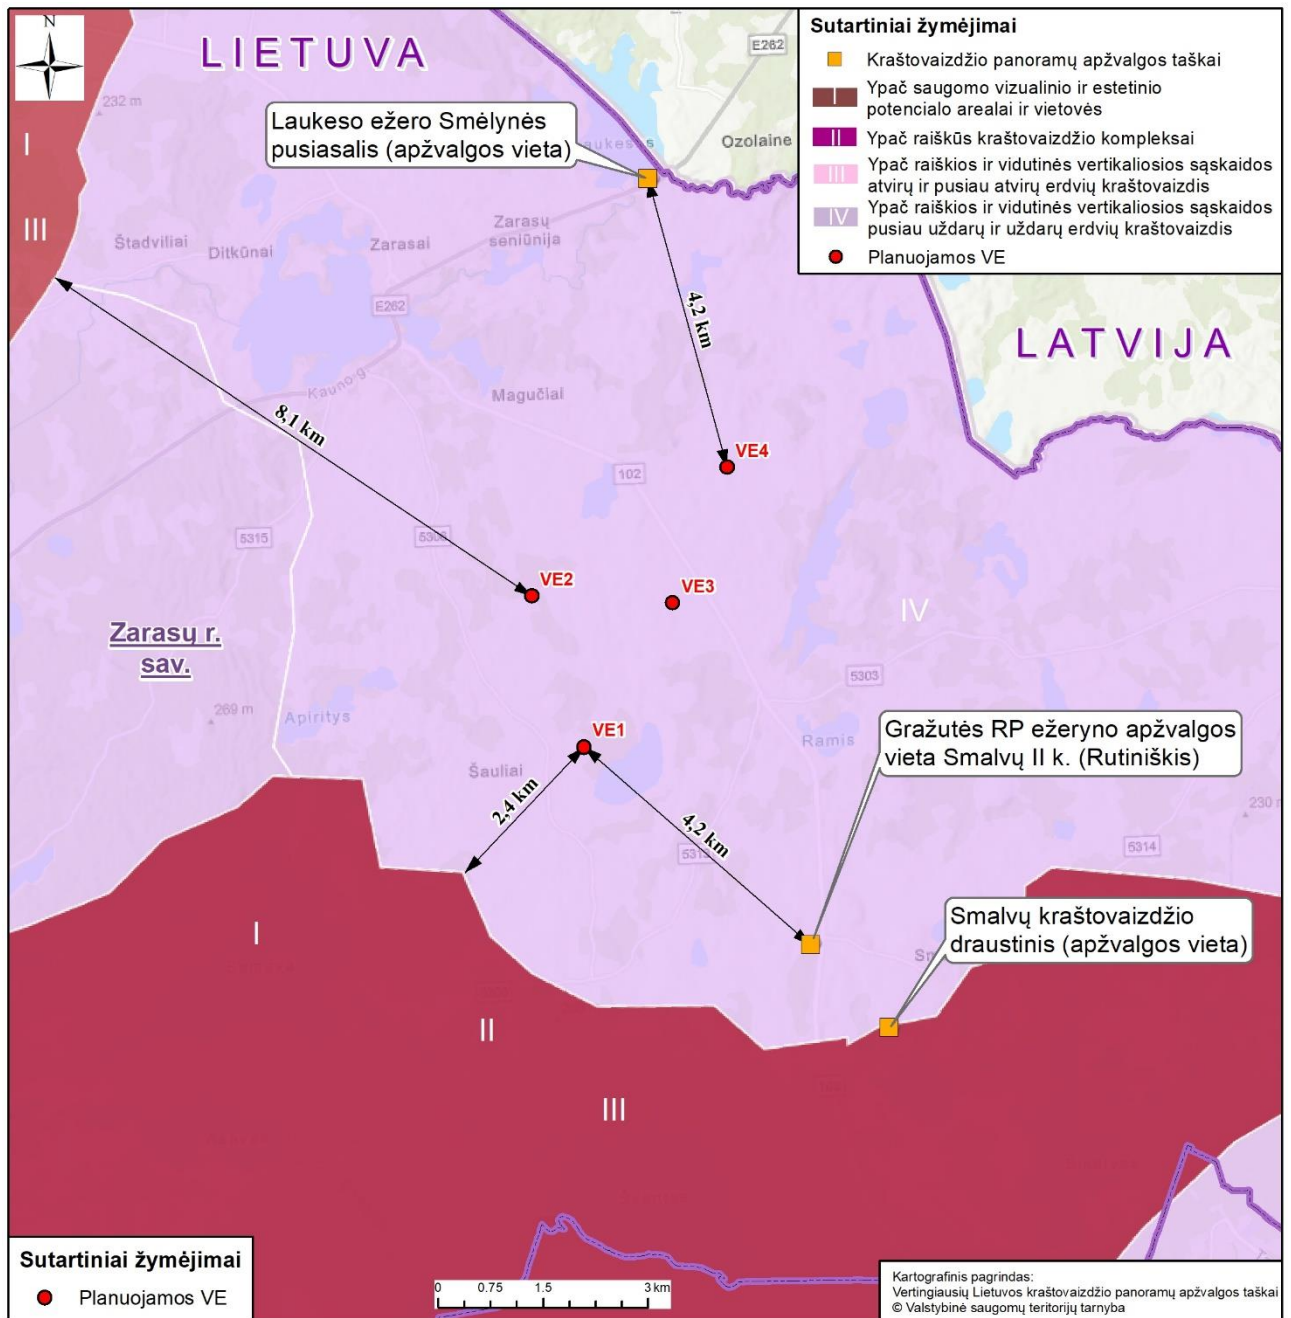 N
LIETUVA
232 m
I
III
Laukeso ežero Smėlynės
pusiasalis (apžvalgos vieta)
E262
Ozolaine
Sutartiniai žymėjimai
Kraštovaizdžio panoramų apžvalgos taškai
I
Ypač saugomo vizualinio ir estetinio
potencialo arealai ir vietovės
II
Ypač raiškūs kraštovaizdžio kompleksai
III
Ypač raiškios ir vidutinės vertikaliosios sąskaidos
atvirų ir pusiau atvirų erdvių kraštovaizdis
IV
Ypač raiškios ir vidutinės vertikaliosios sąskaidos
pusiau uždarų ir uždarų erdvių kraštovaizdis
Planuojamos VE
Štadviliai
Ditkūnai
Zarasai
Zarasų
seniūnija
E262
4,2 km
LATVIJA
Kauno g.
Magučiai
8,1 km
102
VE4
5315
5306
VE2
VE3
IV
Zarasų r.
sav.
5303
269 m
Apiritys
VE1
Ramis
Gražutės RP ežeryno apžvalgos
vieta Smalvų II k. (Rutiniškis)
Šauliai
2,4 km
4,2 km
5313
230 m
5314
Smalvų kraštovaizdžio
draustinis (apžvalgos vieta)
I
II
III
Sutartiniai žymėjimai
Planuojamos VE
0 0.75 1.5 3 km
Kartografinis pagrindas:
Vertingiausių Lietuvos kraštovaizdžio panoramų apžvalgos taškai
© Valstybinė saugomų teritorijų tarnyba